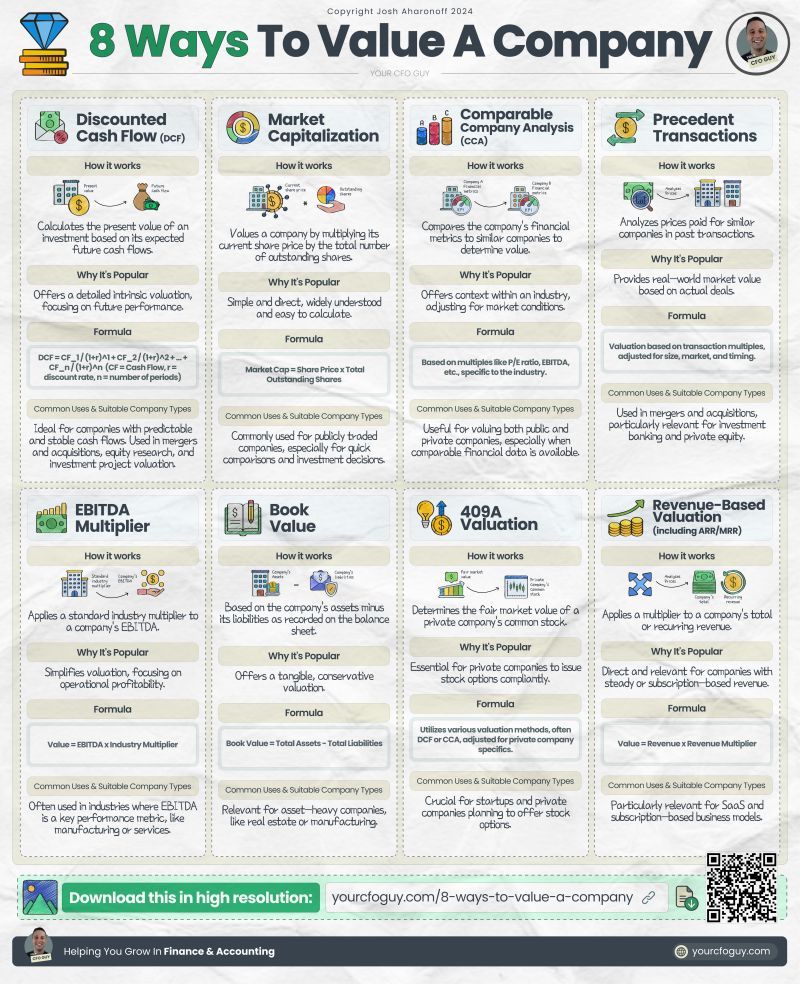 Copyright Josh Aharonoff 2024
8 Ways To Value A Company
YOUR CFO GUY
CFO GUY
Discounted
Cash Flow (DCF)
How it works
Present
value
Future
Cash flow
Calculates the present value of an
investment based on its expected
future cash flows.
Why It's Popular
Offers a detailed intrinsic valuation,
focusing on future performance.
Formula
DCF = CF_1 / (1+r)^1 + CF_2 / (1+r)^2 + ... +
CF_n / (1+r)^n (CF = Cash Flow, r =
discount rate, n = number of periods)
Common Uses & Suitable Company Types
Ideal for companies with predictable
and stable cash flows. Used in mergers
and acquisitions, equity research, and
investment project valuation.
Market
Capitalization
How it works
Current
share price
Outstanding
shares
Values a company by multiplying its
current share price by the total number
of outstanding shares.
Why It's Popular
Simple and direct, widely understood
and easy to calculate.
Formula
Market Cap = Share Price x Total
Outstanding Shares
Common Uses & Suitable Company Types
Commonly used for publicly traded
companies, especially for quick
comparisons and investment decisions.
Comparable
Company Analysis
(CCA)
A
B
C
How it works
Company A
Financial
metrics
KPI
Company B
Financial
metrics
KPI
Compares the company's financial
metrics to similar companies to
determine value.
Why It's Popular
Offers context within an industry,
adjusting for market conditions.
Formula
Based on multiples like P/E ratio, EBITDA,
etc., specific to the industry.
Common Uses & Suitable Company Types
Useful for valuing both public and
private companies, especially when
comparable financial data is available.
Precedent
Transactions
How it works
Analyzes
Prices
Analyzes prices paid for similar
companies in past transactions.
Why It's Popular
Provides real-world market value
based on actual deals.
Formula
Valuation based on transaction multiples,
adjusted for size, market, and timing.
Common Uses & Suitable Company Types
Used in mergers and acquisitions,
particularly relevant for investment
banking and private equity.
EBITDA
Multiplier
How it works
Standard
industry
multiplier
Company's
EBITDA
Applies a standard industry multiplier to
a company's EBITDA.
Why It's Popular
Simplifies valuation, focusing on
operational profitability.
Formula
Value = EBITDA x Industry Multiplier
Common Uses & Suitable Company Types
Often used in industries where EBITDA
is a key performance metric, like
manufacturing or services.
Book
Value
How it works
Company's
Assets
Company's
liabilities
Based on the company's assets minus
its liabilities as recorded on the balance
sheet.
Why It's Popular
Offers a tangible, conservative
valuation.
Formula
Book Value = Total Assets - Total Liabilities
Common Uses & Suitable Company Types
Relevant for asset-heavy companies,
like real estate or manufacturing.
409A
Valuation
How it works
Fair market
value
Private
Company's
common
stock
Determines the fair market value of a
private company's common stock.
Why It's Popular
Essential for private companies to issue
stock options compliantly.
Formula
Utilizes various valuation methods, often
DCF or CCA, adjusted for private company
specifics.
Common Uses & Suitable Company Types
Crucial for startups and private
companies planning to offer stock
options.
Revenue-Based
Valuation
(including ARR/MRR)
How it works
Analyzes
Prices
Company's
total
Recurring
revenue
Applies a multiplier to a company's total
or recurring revenue.
Why It's Popular
Direct and relevant for companies with
steady or subscription-based revenue.
Formula
Value = Revenue x Revenue Multiplier
Common Uses & Suitable Company Types
Particularly relevant for SaaS and
subscription-based business models.
Download this in high resolution:
yourcfoguy.com/8-ways-to-value-a-company
CFO GUY
Helping You Grow In Finance & Accounting
yourcfoguy.com